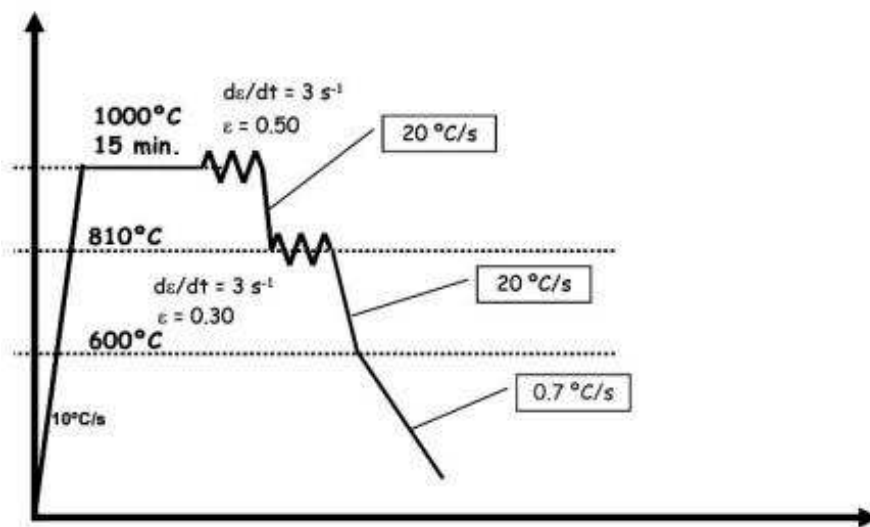 dε/dt = 3 s⁻¹
1000°C
ε = 0.50
20 °C/s
15 min.
810°C
dε/dt = 3 s⁻¹
20 °C/s
ε = 0.30
600°C
0.7 °C/s
10°C/s